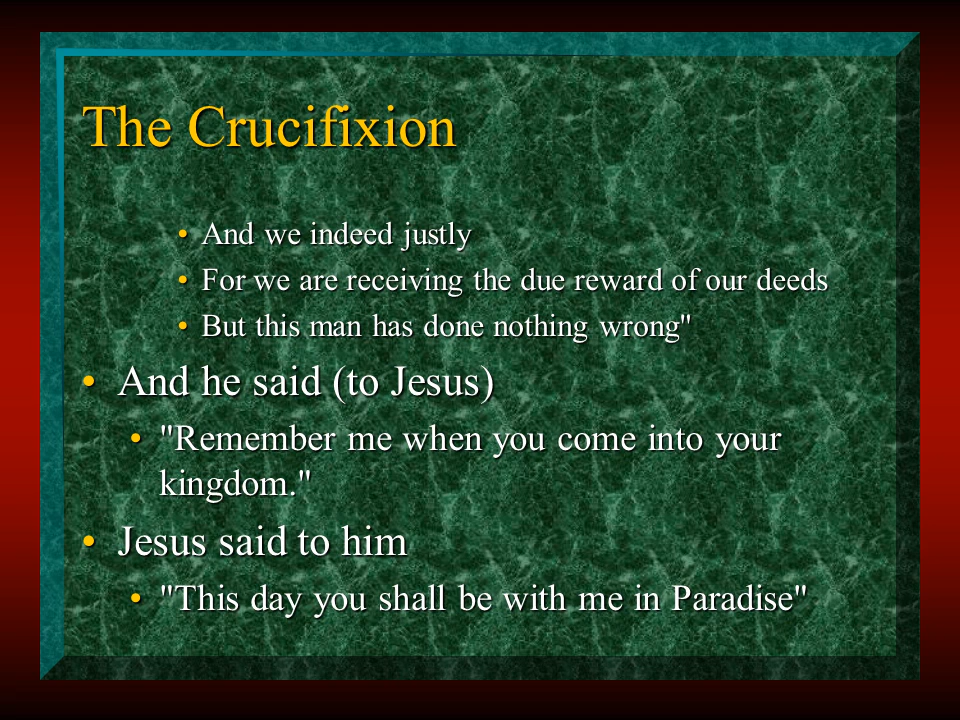 The Crucifixion
• And we indeed justly
• For we are receiving the due reward of our deeds
• But this man has done nothing wrong"
• And he said (to Jesus)
• "Remember me when you come into your
kingdom."
• Jesus said to him
• "This day you shall be with me in Paradise"